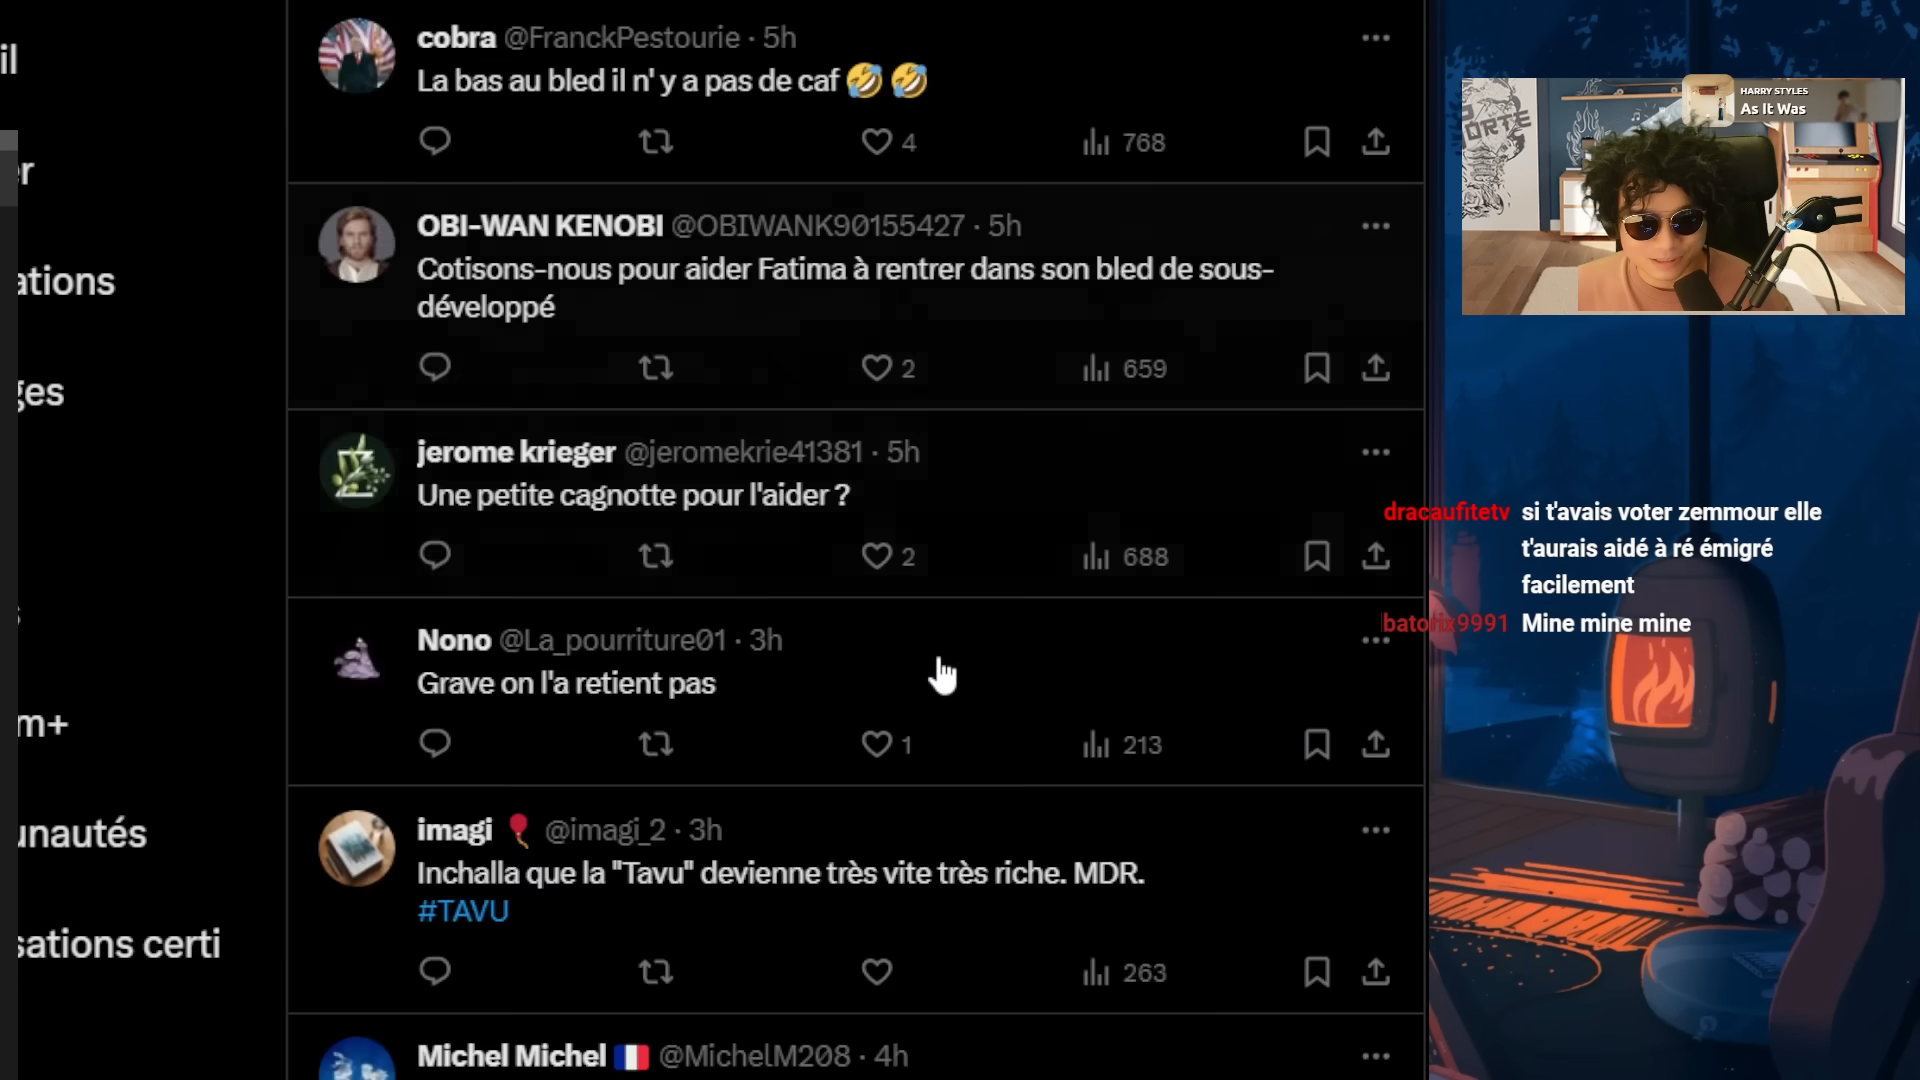 il
r
ations
ges
m+
unautés
sations certi
cobra @FranckPestourie · 5h
La bas au bled il n' y a pas de caf 🤣 🤣
4
768
OBI-WAN KENOBI @OBIWANK90155427 · 5h
Cotisons-nous pour aider Fatima à rentrer dans son bled de sous-
développé
2
659
jerome krieger @jeromekrie41381 · 5h
Une petite cagnotte pour l'aider ?
2
688
Nono @La_pourriture01 · 3h
Grave on l'a retient pas
1
213
imagi 🎈 @imagi_2 · 3h
Inchalla que la "Tavu" devienne très vite très riche. MDR.
#TAVU
263
Michel Michel 🇫🇷 @MichelM208 · 4h
HARRY STYLES
As It Was
dracaufitetv si t'avais voter zemmour elle
t'aurais aidé à ré émigré
facilement
batorix9991 Mine mine mine